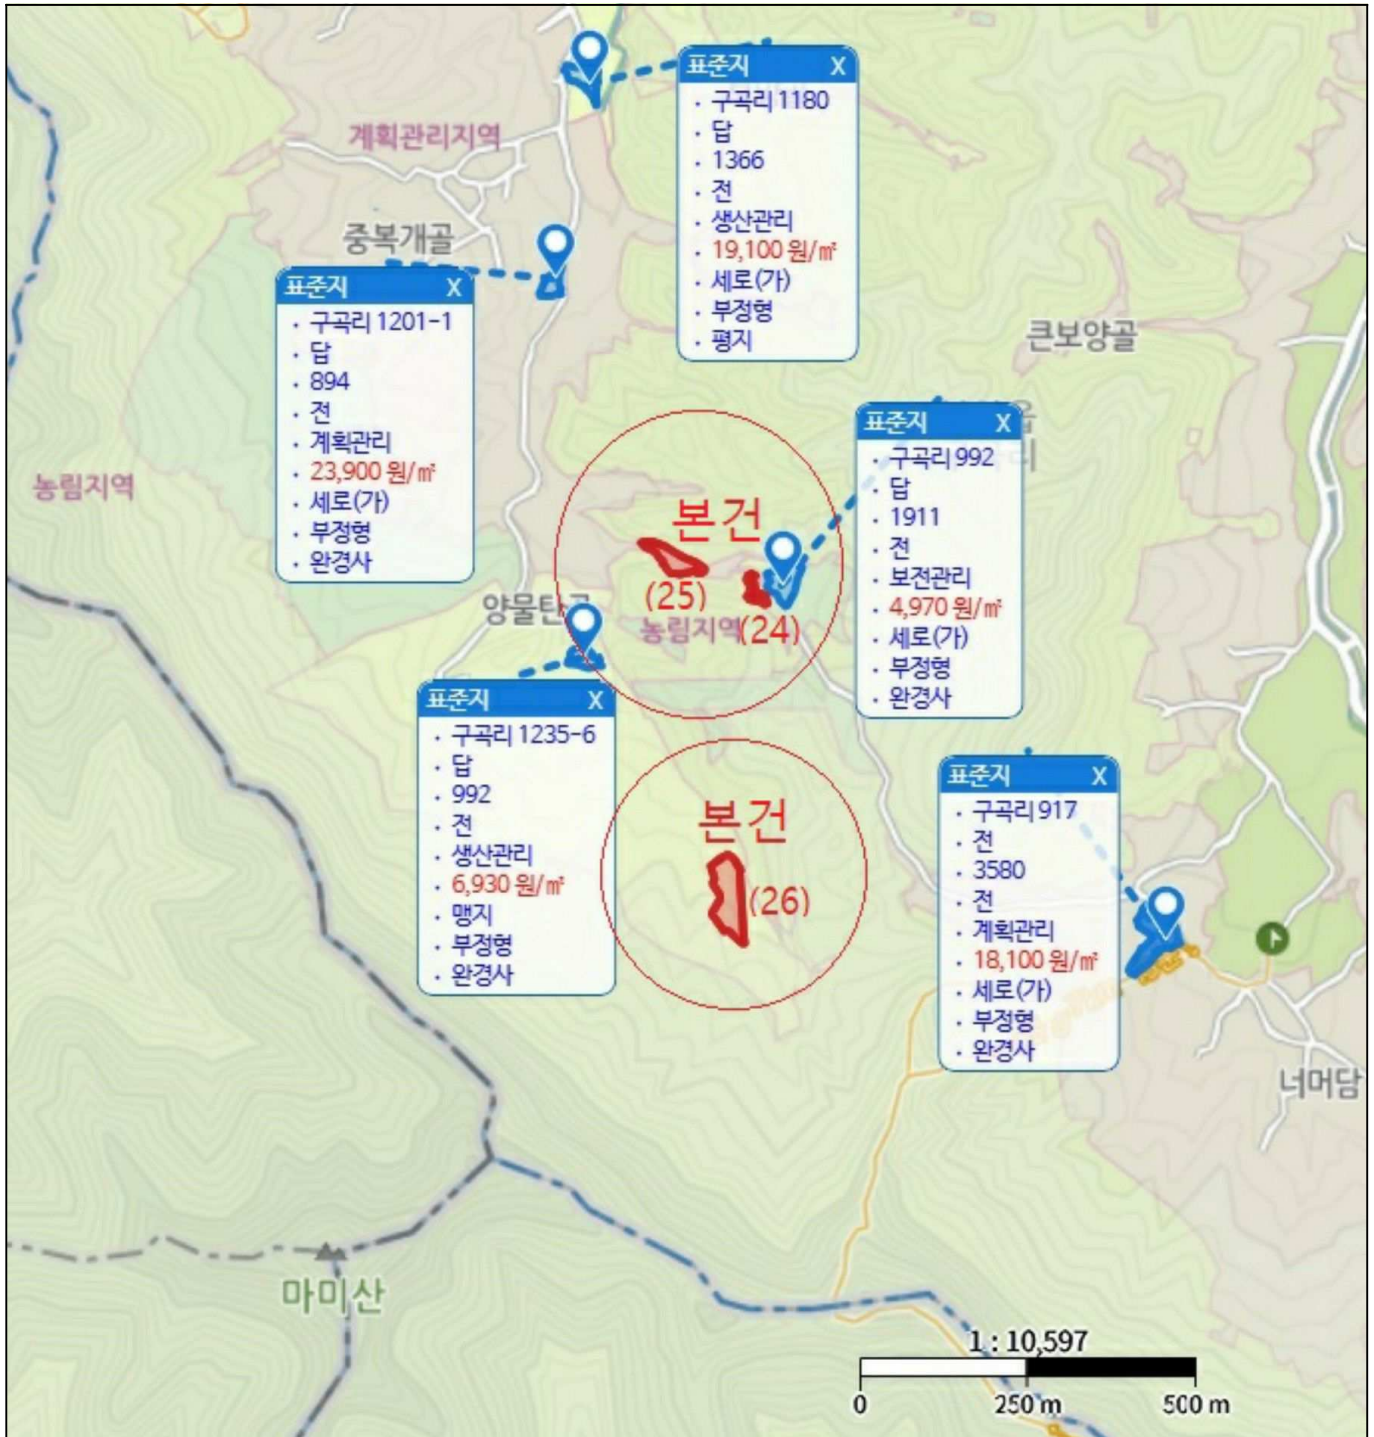 표준지 X
· 구곡리 1180
· 답
· 1366
· 전
· 생산관리
· 19,100 원/㎡
· 세로(가)
· 부정형
· 평지
계획관리지역
중복개골
표준지 X
· 구곡리 1201-1
· 답
· 894
· 전
· 계획관리
· 23,900 원/㎡
· 세로(가)
· 부정형
· 완경사
큰보양골
농림지역
표준지 X
· 구곡리 992
· 답
· 1911
· 전
· 보전관리
· 4,970 원/㎡
· 세로(가)
· 부정형
· 완경사
본건
(25)
(24)
농림지역
양물탄골
표준지 X
· 구곡리 1235-6
· 답
· 992
· 전
· 생산관리
· 6,930 원/㎡
· 맹지
· 부정형
· 완경사
본건
(26)
표준지 X
· 구곡리 917
· 전
· 3580
· 전
· 계획관리
· 18,100 원/㎡
· 세로(가)
· 부정형
· 완경사
너머담
마미산
1 : 10,597
0 250 m 500 m